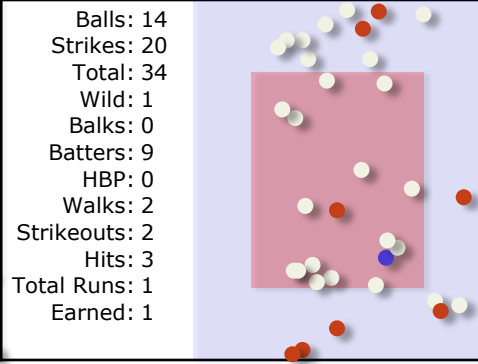 Balls: 14
Strikes: 20
Total: 34
Wild: 1
Balks: 0
Batters: 9
HBP: 0
Walks: 2
Strikeouts: 2
Hits: 3
Total Runs: 1
Earned: 1